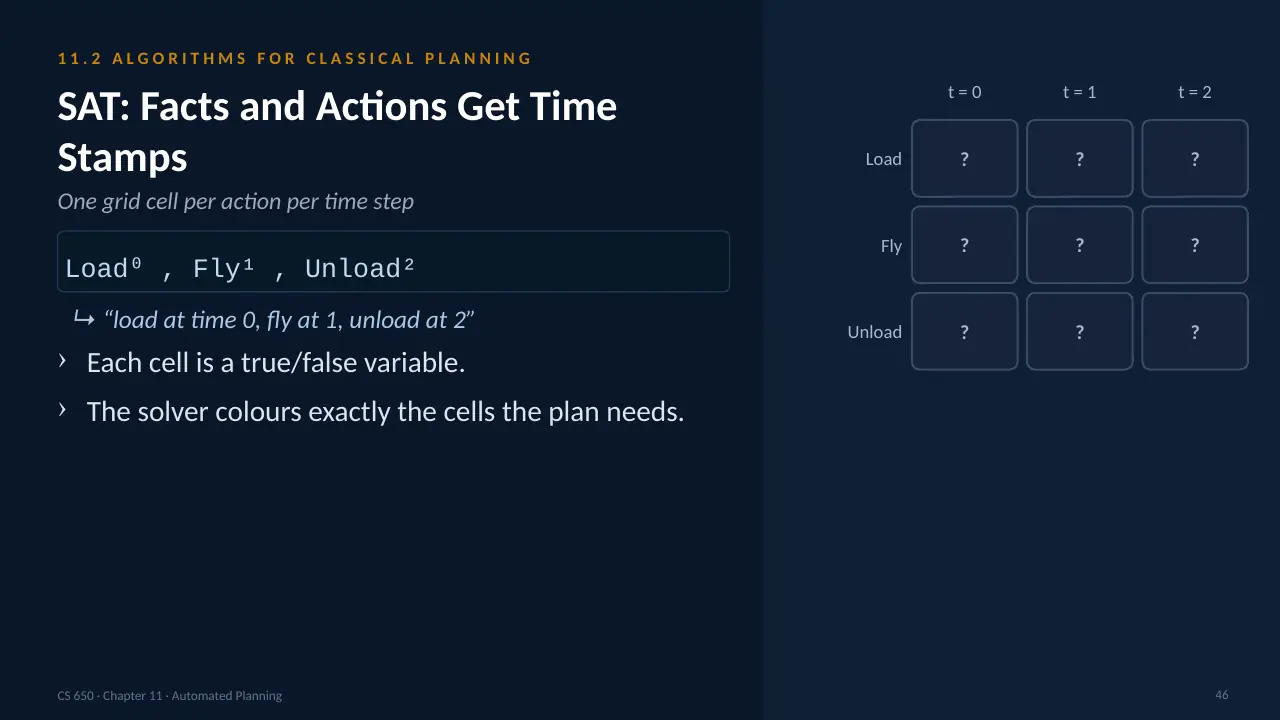 11.2 ALGORITHMS FOR CLASSICAL PLANNING
SAT: Facts and Actions Get Time
Stamps
One grid cell per action per time step
Load⁰ , Fly¹ , Unload²
↪ “load at time 0, fly at 1, unload at 2”
› Each cell is a true/false variable.
› The solver colours exactly the cells the plan needs.
t = 0 t = 1 t = 2
Load ? ? ?
Fly ? ? ?
Unload ? ? ?
CS 650 · Chapter 11 · Automated Planning
46